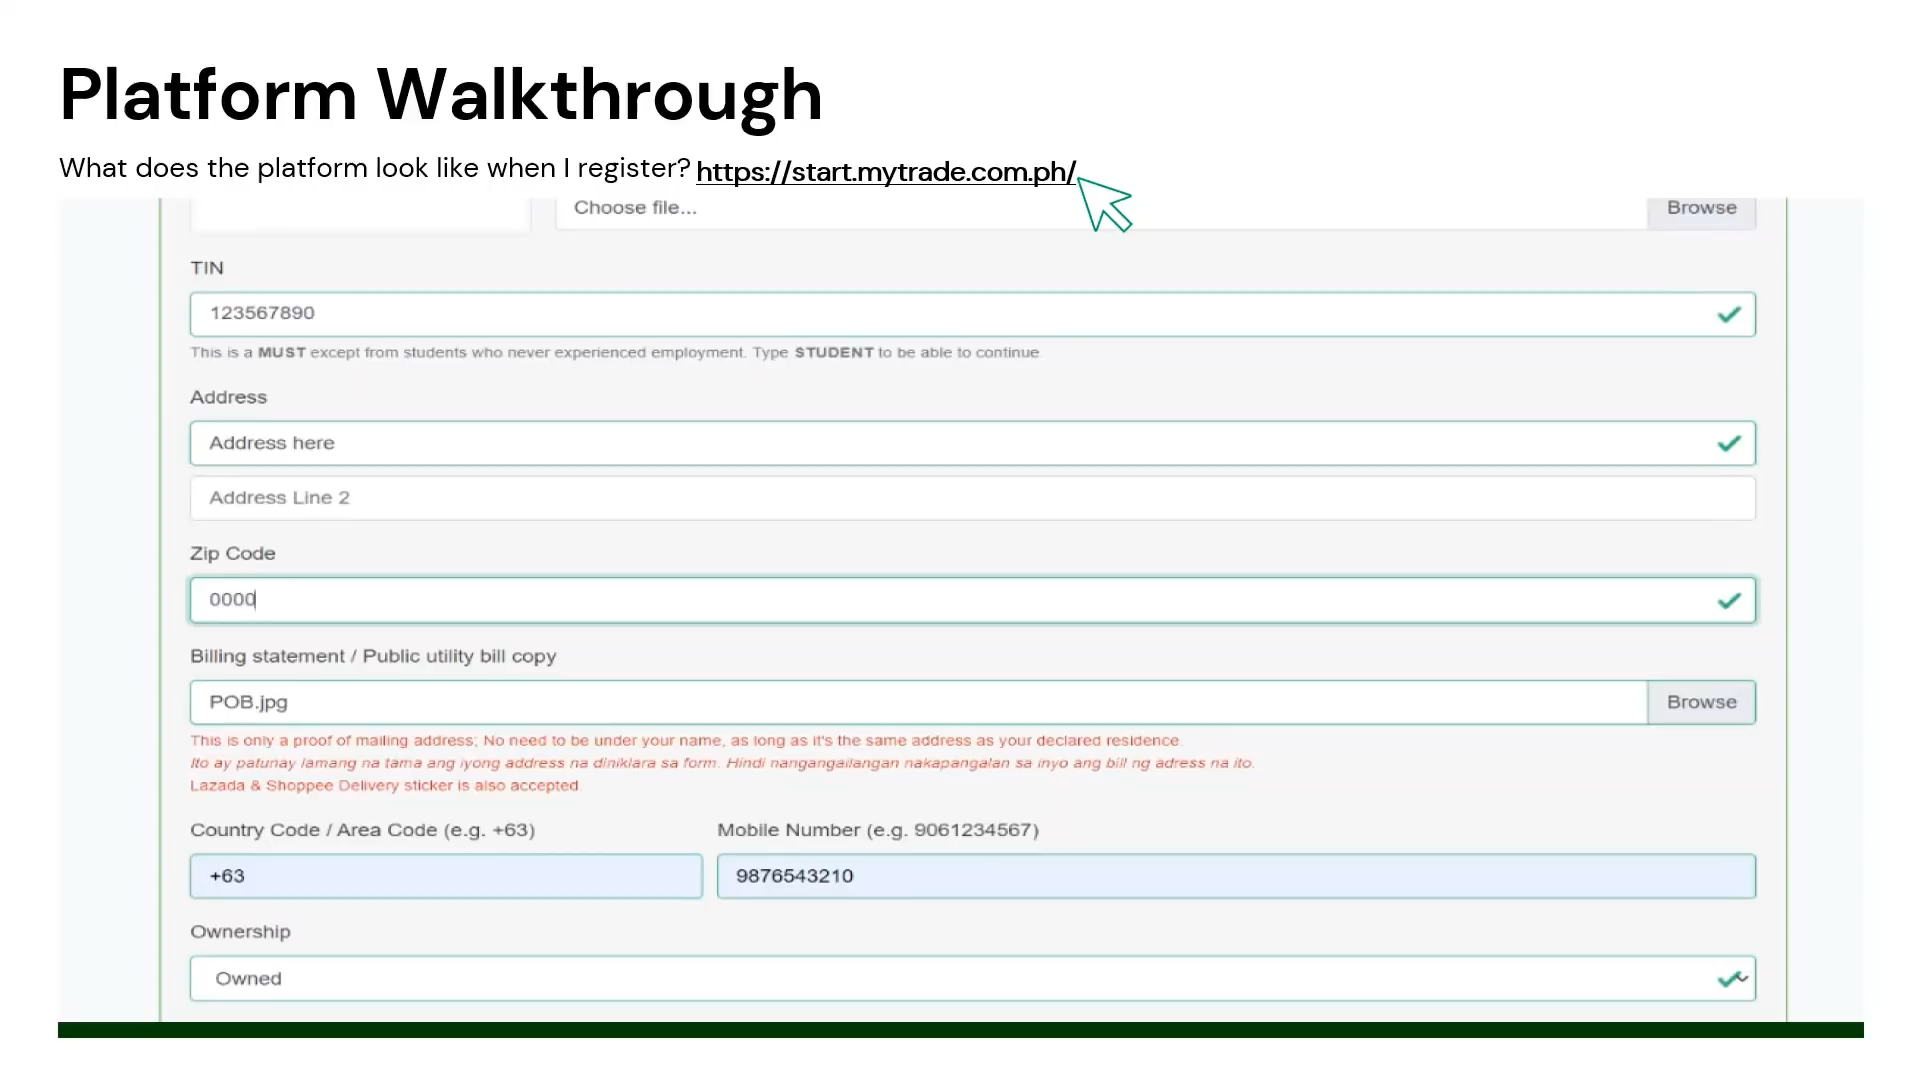 Platform Walkthrough
What does the platform look like when I register? https://start.mytrade.com.ph/
Choose file... Browse
TIN
123567890
This is a MUST except from students who never experienced employment. Type STUDENT to be able to continue.
Address
Address here
Address Line 2
Zip Code
0000
Billing statement / Public utility bill copy
POB.jpg Browse
This is only a proof of mailing address; No need to be under your name, as long as it's the same address as your declared residence.
Ito ay patunay lamang na tama ang iyong address na diniklara sa form. Hindi nangangailangan nakapangalan sa inyo ang bill ng adress na ito.
Lazada & Shoppee Delivery sticker is also accepted.
Country Code / Area Code (e.g. +63) Mobile Number (e.g. 9061234567)
+63 9876543210
Ownership
Owned